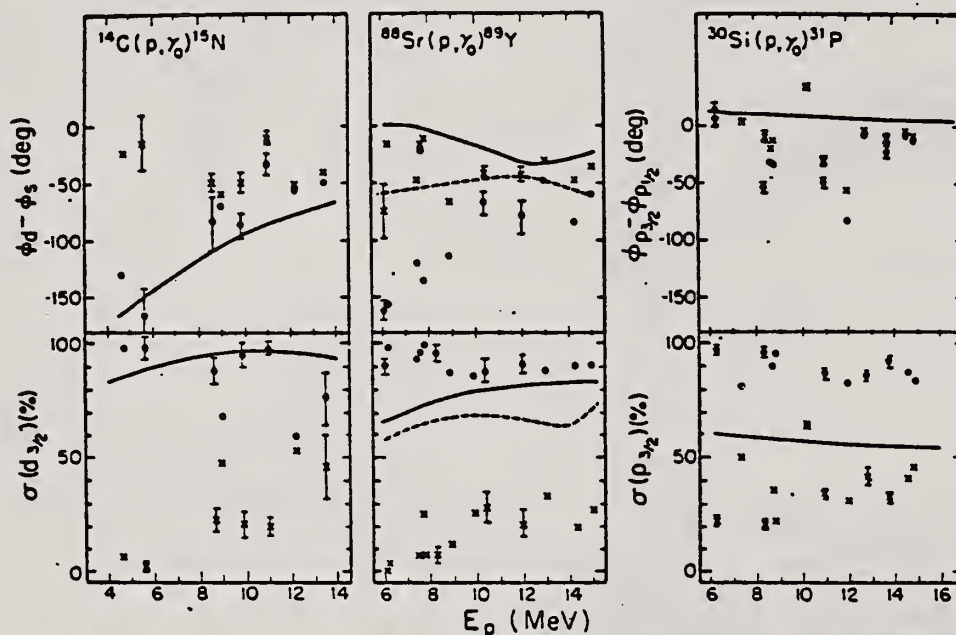 ¹⁴C(p,γ₀)¹⁵N
⁸⁸Sr(p,γ₀)⁸⁹Y
³⁰Si(p,γ₀)³¹P
ϕd − ϕs (deg)
0
-50
-100
-150
ϕp₃/₂ − ϕp₁/₂ (deg)
0
-50
-100
-150
σ(d₃/₂)(%)
100
50
0
σ(p₃/₂)(%)
100
50
0
4 6 8 10 12 14
6 8 10 12 14
6 8 10 12 14 16
Eₚ (MeV)